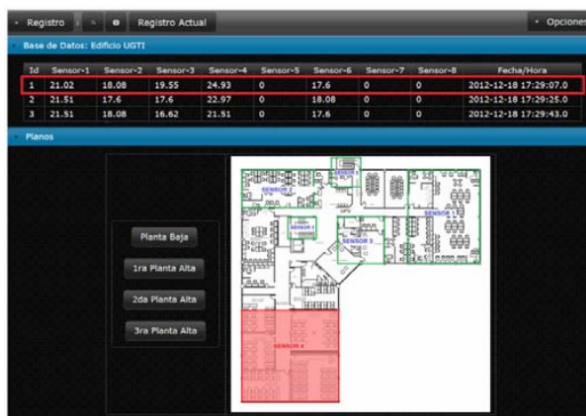 Registro
Registro Actual
Opciones
Base de Datos: Edificio UGTI
Id Sensor-1 Sensor-2 Sensor-3 Sensor-4 Sensor-5 Sensor-6 Sensor-7 Sensor-8 Fecha/Hora
1 21.02 18.08 19.55 24.93 0 17.6 0 0 2012-12-18 17:29:07.0
2 21.51 17.6 17.6 22.97 0 18.08 0 0 2012-12-18 17:29:25.0
3 21.51 18.08 16.62 21.51 0 17.6 0 0 2012-12-18 17:29:43.0
Planos
Planta Baja
1ra Planta Alta
2da Planta Alta
3ra Planta Alta
SENSOR 2
SENSOR 1
SENSOR 3
SENSOR 4